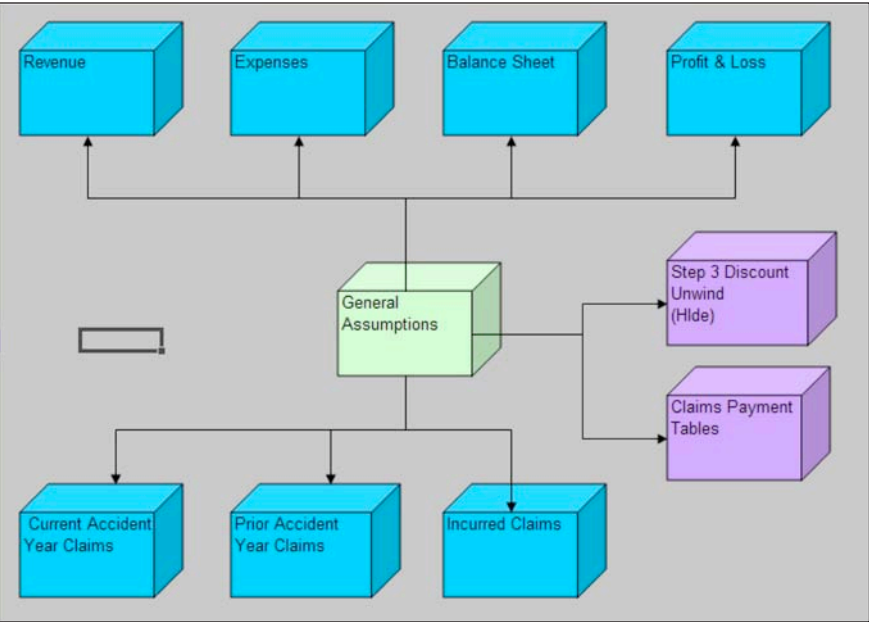 Revenue
Expenses
Balance Sheet
Profit & Loss
General
Assumptions
Step 3 Discount
Unwind
(HIde)
Claims Payment
Tables
Current Accident
Year Claims
Prior Accident
Year Claims
Incurred Claims